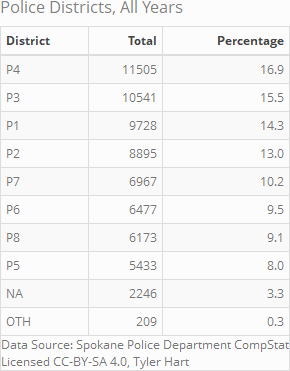 Police Districts, All Years
District Total Percentage
P4 11505 16.9
P3 10541 15.5
P1 9728 14.3
P2 8895 13.0
P7 6967 10.2
P6 6477 9.5
P8 6173 9.1
P5 5433 8.0
NA 2246 3.3
OTH 209 0.3
Data Source: Spokane Police Department CompStat
Licensed CC-BY-SA 4.0, Tyler Hart